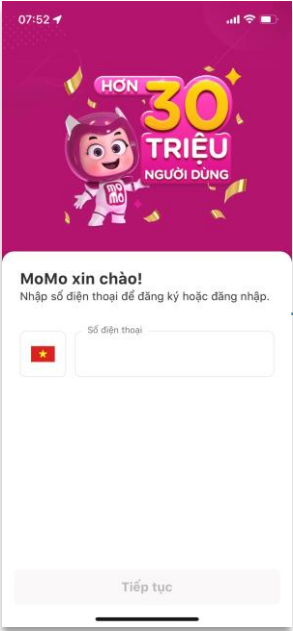 07:52
HƠN
30
TRIỆU
NGƯỜI DÙNG
mo
mo
MoMo xin chào!
Nhập số điện thoại để đăng ký hoặc đăng nhập.
Số điện thoại
Tiếp tục